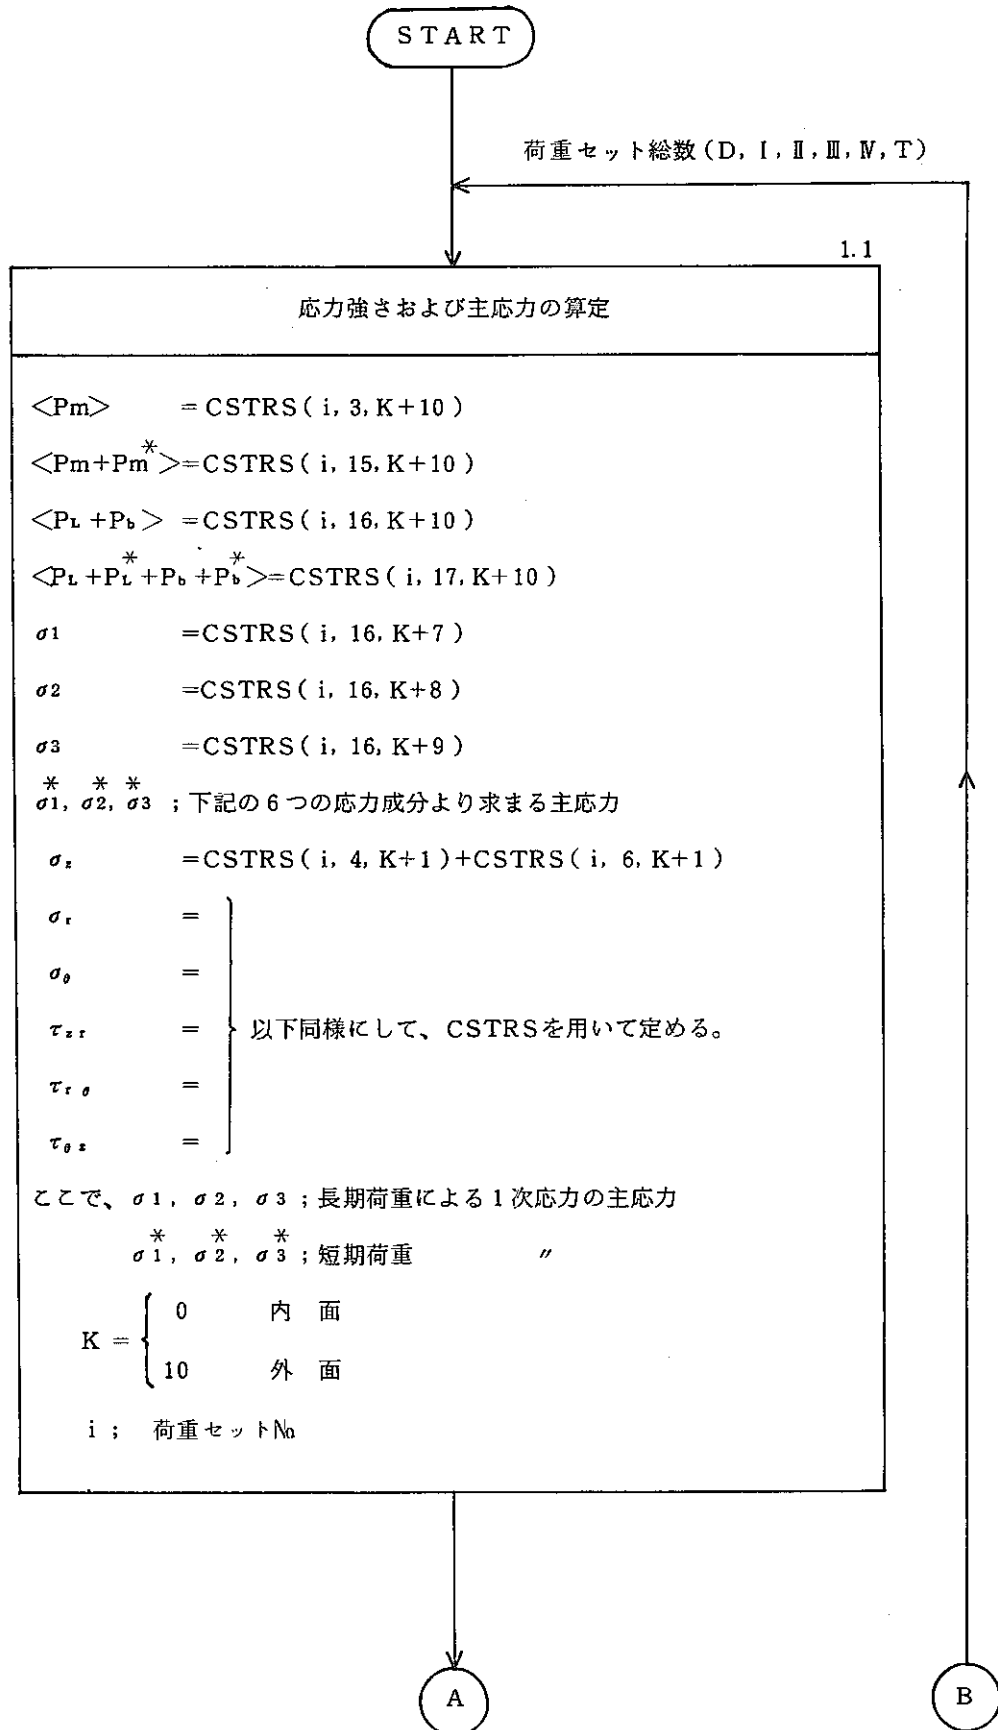 START
荷重セット総数(D, I, Ⅱ, Ⅲ, Ⅳ, T)
1.1
応力強さおよび主応力の算定
<Pm> =CSTRS( i, 3, K+10 )
<Pm+Pm*>=CSTRS( i, 15, K+10 )
<PL+Pb> =CSTRS( i, 16, K+10 )
<PL+PL*+Pb+Pb*>=CSTRS( i, 17, K+10 )
σ1 =CSTRS( i, 16, K+7 )
σ2 =CSTRS( i, 16, K+8 )
σ3 =CSTRS( i, 16, K+9 )
σ1*, σ2*, σ3* ; 下記の6つの応力成分より求まる主応力
σz =CSTRS( i, 4, K+1 )+CSTRS( i, 6, K+1 )
σr =
σθ =
τzr = 以下同様にして、CSTRSを用いて定める。
τrθ =
τθz =
ここで、σ1, σ2, σ3 ; 長期荷重による1次応力の主応力
σ1*, σ2*, σ3* ; 短期荷重 〃
K = { 0 内 面
10 外 面
i ; 荷重セット№
A
B